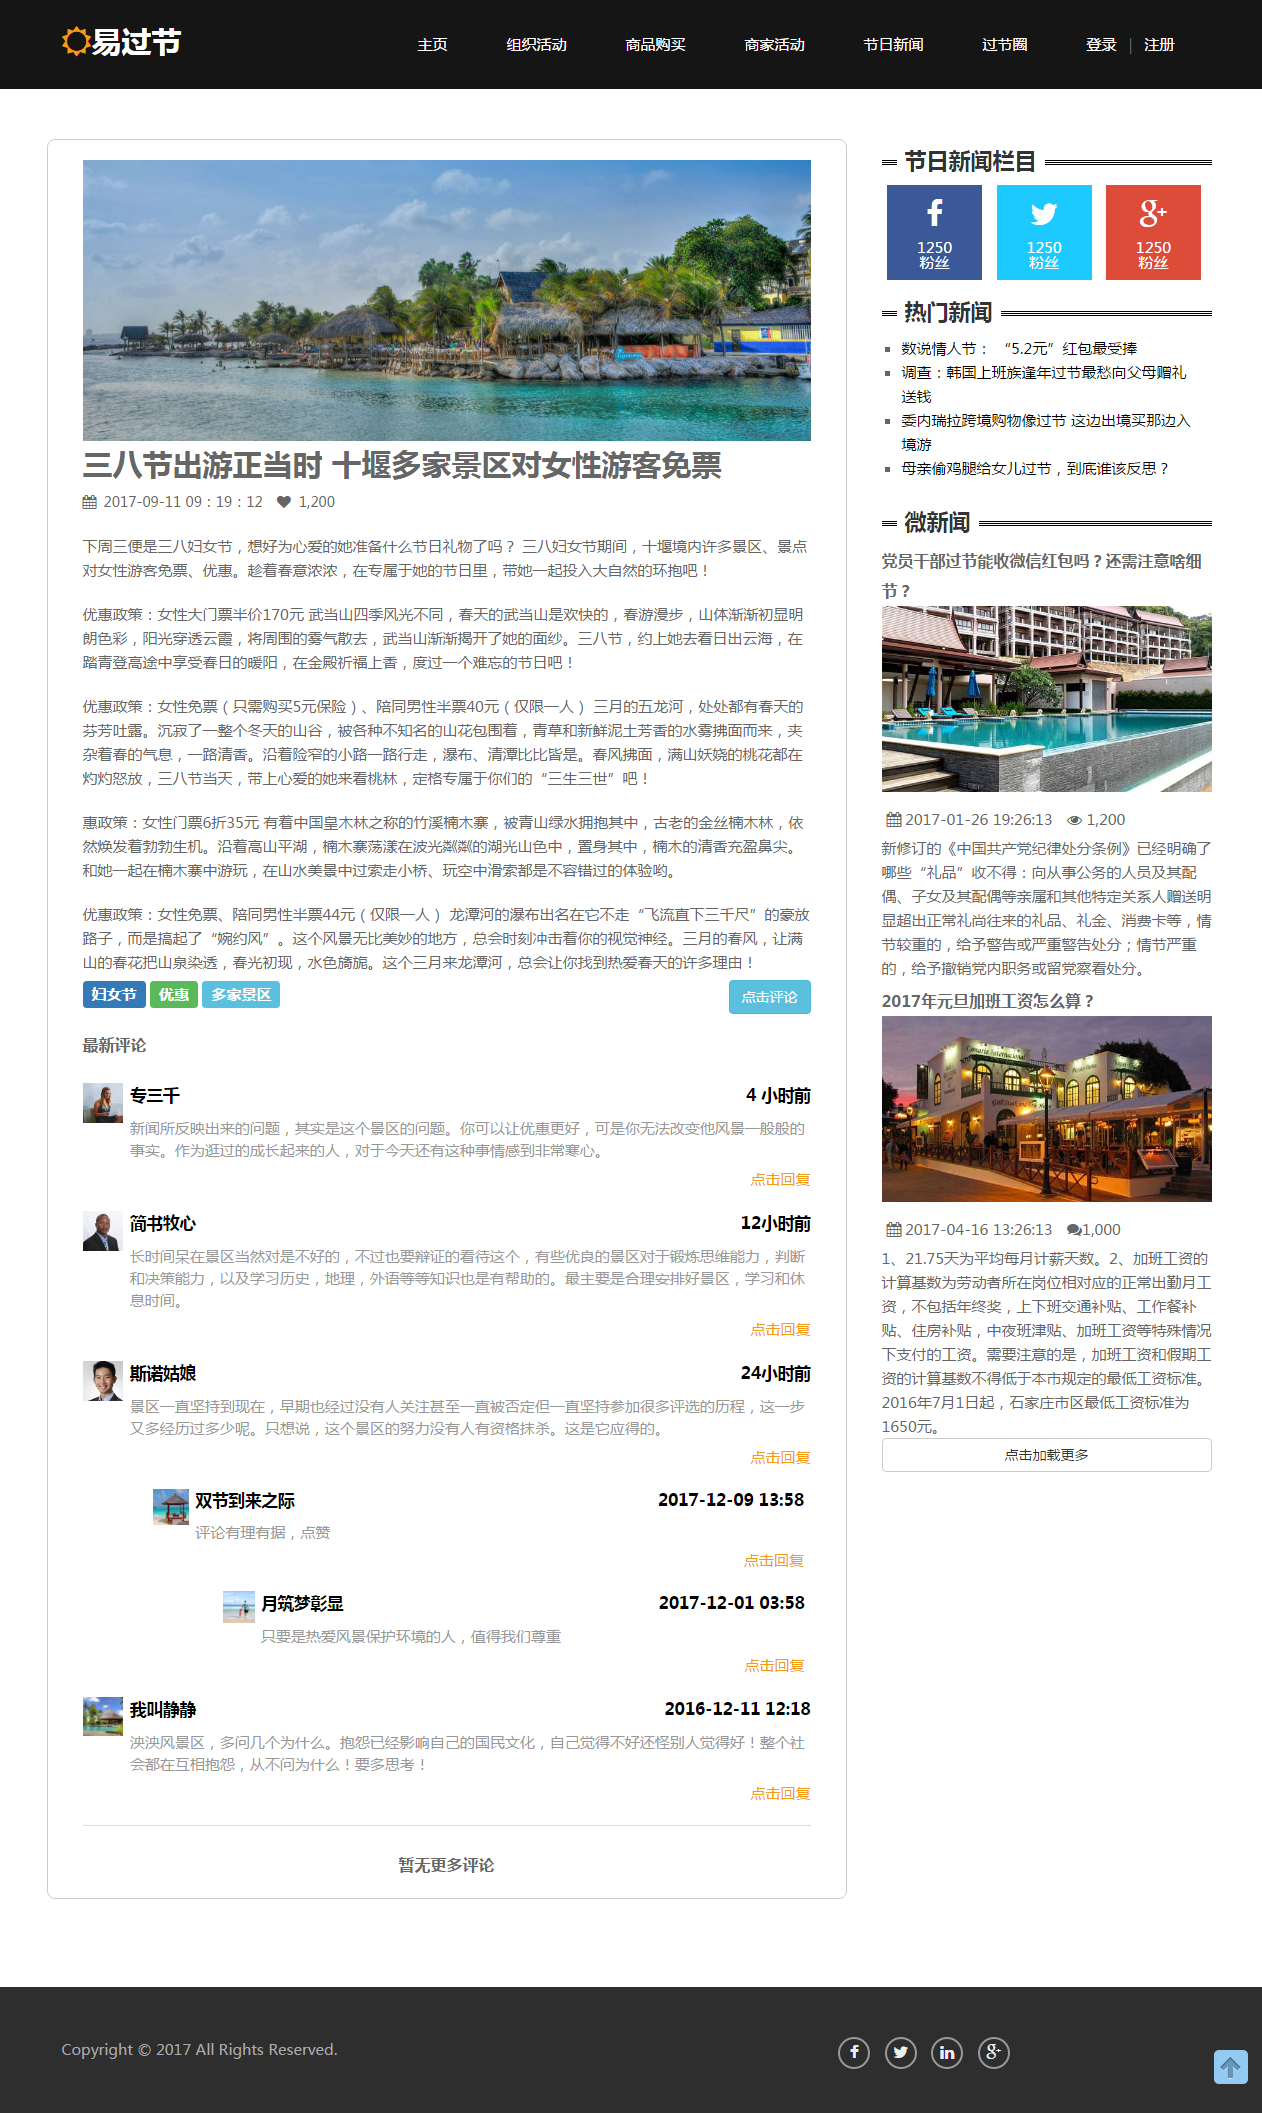 易过节
主页 组织活动 商品购买 商家活动 节日新闻 过节圈 登录 | 注册
三八节出游正当时 十堰多家景区对女性游客免票
2017-09-11 09：19：12 1,200
下周三便是三八妇女节，想好为心爱的她准备什么节日礼物了吗？ 三八妇女节期间，十堰境内许多景区、景点
对女性游客免票、优惠。趁着春意浓浓，在专属于她的节日里，带她一起投入大自然的环抱吧！
优惠政策：女性大门票半价170元 武当山四季风光不同，春天的武当山是欢快的，春游漫步，山体渐渐初显明
朗色彩，阳光穿透云霞，将周围的雾气散去，武当山渐渐揭开了她的面纱。三八节，约上她去看日出云海，在
踏青登高途中享受春日的暖阳，在金殿祈福上香，度过一个难忘的节日吧！
优惠政策：女性免票（只需购买5元保险）、陪同男性半票40元（仅限一人） 三月的五龙河，处处都有春天的
芬芳吐露。沉寂了一整个冬天的山谷，被各种不知名的山花包围着，青草和新鲜泥土芳香的水雾拂面而来，夹
杂着春的气息，一路清香。沿着险窄的小路一路行走，瀑布、清潭比比皆是。春风拂面，满山妖娆的桃花都在
灼灼怒放，三八节当天，带上心爱的她来看桃林，定格专属于你们的“三生三世”吧！
惠政策：女性门票6折35元 有着中国皇木林之称的竹溪楠木寨，被青山绿水拥抱其中，古老的金丝楠木林，依
然焕发着勃勃生机。沿着高山平湖，楠木寨荡漾在波光粼粼的湖光山色中，置身其中，楠木的清香充盈鼻尖。
和她一起在楠木寨中游玩，在山水美景中过索走小桥、玩空中滑索都是不容错过的体验哟。
优惠政策：女性免票、陪同男性半票44元（仅限一人） 龙潭河的瀑布出名在它不走“飞流直下三千尺”的豪放
路子，而是搞起了“婉约风”。这个风景无比美妙的地方，总会时刻冲击着你的视觉神经。三月的春风，让满
山的春花把山泉染透，春光初现，水色旖旎。这个三月来龙潭河，总会让你找到热爱春天的许多理由！
妇女节 优惠 多家景区 点击评论
最新评论
专三千 4 小时前
新闻所反映出来的问题，其实是这个景区的问题。你可以让优惠更好，可是你无法改变他风景一般般的
事实。作为逛过的成长起来的人，对于今天还有这种事情感到非常寒心。
点击回复
简书牧心 12小时前
长时间呆在景区当然对是不好的，不过也要辩证的看待这个，有些优良的景区对于锻炼思维能力，判断
和决策能力，以及学习历史，地理，外语等等知识也是有帮助的。最主要是合理安排好景区，学习和休
息时间。
点击回复
斯诺姑娘 24小时前
景区一直坚持到现在，早期也经过没有人关注甚至一直被否定但一直坚持参加很多评选的历程，这一步
又多经历过多少呢。只想说，这个景区的努力没有人有资格抹杀。这是它应得的。
点击回复
双节到来之际 2017-12-09 13:58
评论有理有据，点赞
点击回复
月筑梦彰显 2017-12-01 03:58
只要是热爱风景保护环境的人，值得我们尊重
点击回复
我叫静静 2016-12-11 12:18
泱泱风景区，多问几个为什么。抱怨已经影响自己的国民文化，自己觉得不好还怪别人觉得好！整个社
会都在互相抱怨，从不问为什么！要多思考！
点击回复
暂无更多评论
节日新闻栏目
1250 1250 1250
粉丝 粉丝 粉丝
热门新闻
数说情人节： “5.2元”红包最受捧
调查：韩国上班族逢年过节最愁向父母赠礼
送钱
委内瑞拉跨境购物像过节 这边出境买那边入
境游
母亲偷鸡腿给女儿过节，到底谁该反思？
微新闻
党员干部过节能收微信红包吗？还需注意啥细
节？
2017-01-26 19:26:13 1,200
新修订的《中国共产党纪律处分条例》已经明确了
哪些“礼品”收不得：向从事公务的人员及其配
偶、子女及其配偶等亲属和其他特定关系人赠送明
显超出正常礼尚往来的礼品、礼金、消费卡等，情
节较重的，给予警告或严重警告处分；情节严重
的，给予撤销党内职务或留党察看处分。
2017年元旦加班工资怎么算？
2017-04-16 13:26:13 1,000
1、21.75天为平均每月计薪天数。2、加班工资的
计算基数为劳动者所在岗位相对应的正常出勤月工
资，不包括年终奖，上下班交通补贴、工作餐补
贴、住房补贴，中夜班津贴、加班工资等特殊情况
下支付的工资。需要注意的是，加班工资和假期工
资的计算基数不得低于本市规定的最低工资标准。
2016年7月1日起，石家庄市区最低工资标准为
1650元。
点击加载更多
Copyright © 2017 All Rights Reserved.